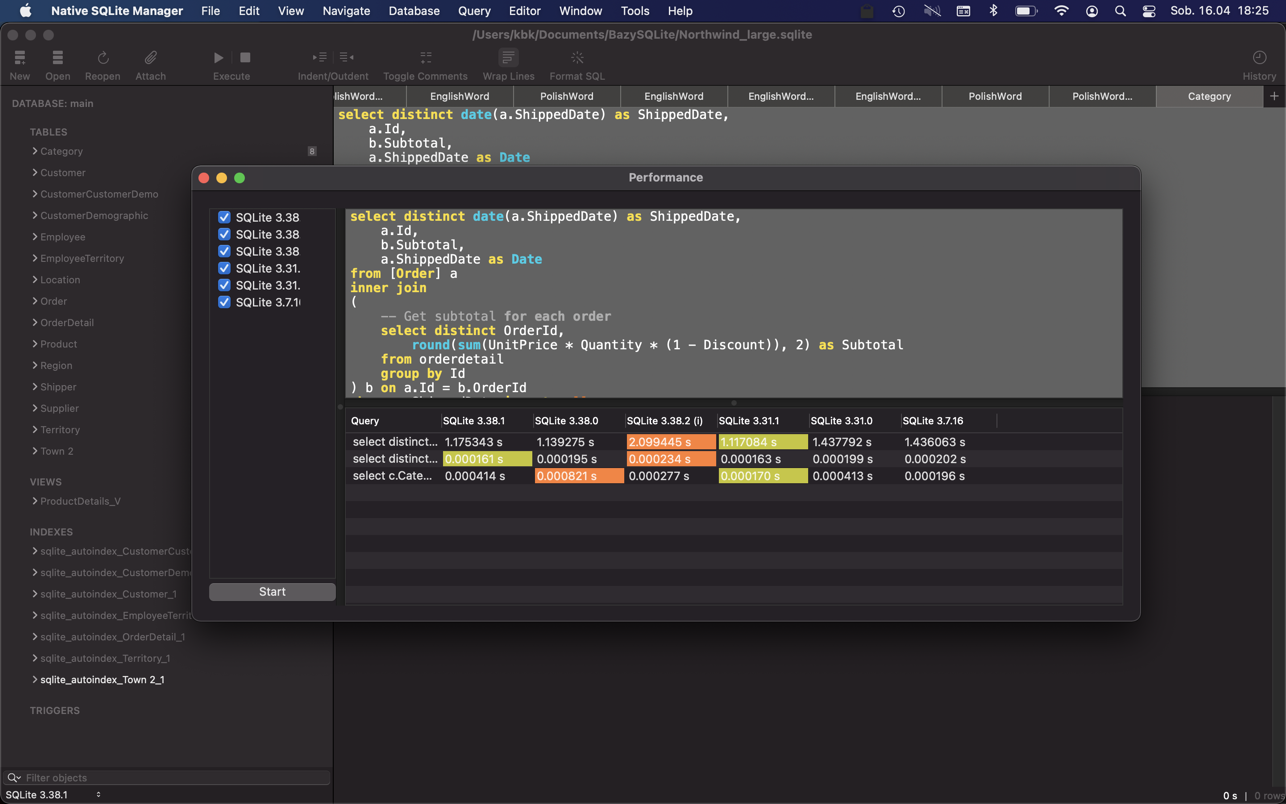 Native SQLite Manager File Edit View Navigate Database Query Editor Window Tools Help Sob. 16.04 18:25
/Users/kbk/Documents/BazySQLite/Northwind_large.sqlite
New Open Reopen Attach Execute Indent/Outdent Toggle Comments Wrap Lines Format SQL History
DATABASE: main
lishWord... EnglishWord PolishWord EnglishWord EnglishWord... EnglishWord... PolishWord PolishWord... Category +
select distinct date(a.ShippedDate) as ShippedDate,
a.Id,
b.Subtotal,
a.ShippedDate as Date
TABLES
Category 8
Customer
CustomerCustomerDemo
CustomerDemographic
Employee
EmployeeTerritory
Location
Order
OrderDetail
Product
Region
Shipper
Supplier
Territory
Town 2
VIEWS
ProductDetails_V
INDEXES
sqlite_autoindex_CustomerCust
sqlite_autoindex_CustomerDem
sqlite_autoindex_Customer_1
sqlite_autoindex_EmployeeTerrit
sqlite_autoindex_OrderDetail_1
sqlite_autoindex_Territory_1
sqlite_autoindex_Town 2_1
TRIGGERS
Filter objects
SQLite 3.38.1
Performance
SQLite 3.38
SQLite 3.38
SQLite 3.38
SQLite 3.31.
SQLite 3.31.
SQLite 3.7.1
Start
select distinct date(a.ShippedDate) as ShippedDate,
a.Id,
b.Subtotal,
a.ShippedDate as Date
from [Order] a
inner join
(
-- Get subtotal for each order
select distinct OrderId,
round(sum(UnitPrice * Quantity * (1 - Discount)), 2) as Subtotal
from orderdetail
group by Id
) b on a.Id = b.OrderId
Query SQLite 3.38.1 SQLite 3.38.0 SQLite 3.38.2 (i) SQLite 3.31.1 SQLite 3.31.0 SQLite 3.7.16
select distinct... 1.175343 s 1.139275 s 2.099445 s 1.117084 s 1.437792 s 1.436063 s
select distinct... 0.000161 s 0.000195 s 0.000234 s 0.000163 s 0.000199 s 0.000202 s
select c.Cate... 0.000414 s 0.000821 s 0.000277 s 0.000170 s 0.000413 s 0.000196 s
0 s | 0 rows